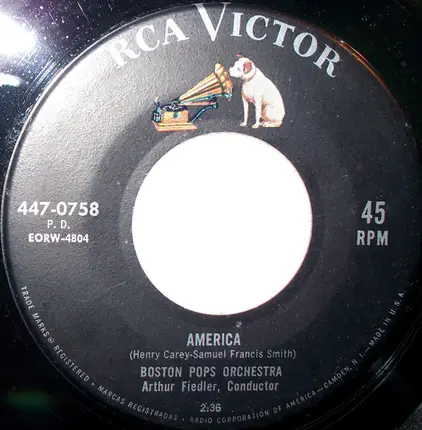 RCA VICTOR
447-0758
P. D.
EORW-4804
45
RPM
AMERICA
(Henry Carey-Samuel Francis Smith)
BOSTON POPS ORCHESTRA
Arthur Fiedler, Conductor
2:36
TRADE MARKS ® REGISTERED • MARCAS REGISTRADAS • RADIO CORPORATION OF AMERICA—CAMDEN, N. J.—MADE IN U.S.A.